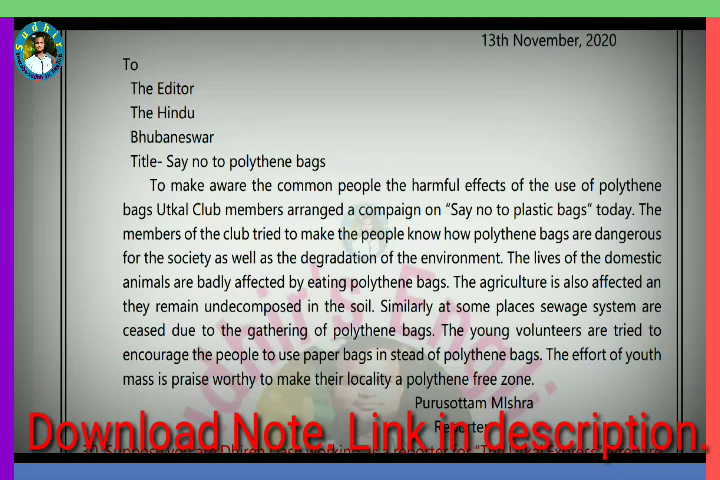 Sudhir
13th November, 2020
To
The Editor
The Hindu
Bhubaneswar
Title- Say no to polythene bags
To make aware the common people the harmful effects of the use of polythene
bags Utkal Club members arranged a compaign on “Say no to plastic bags” today. The
members of the club tried to make the people know how polythene bags are dangerous
for the society as well as the degradation of the environment. The lives of the domestic
animals are badly affected by eating polythene bags. The agriculture is also affected an
they remain undecomposed in the soil. Similarly at some places sewage system are
ceased due to the gathering of polythene bags. The young volunteers are tried to
encourage the people to use paper bags in stead of polythene bags. The effort of youth
mass is praise worthy to make their locality a polythene free zone.
Purusottam MIshra
Reporter
Download Note. Link in description.